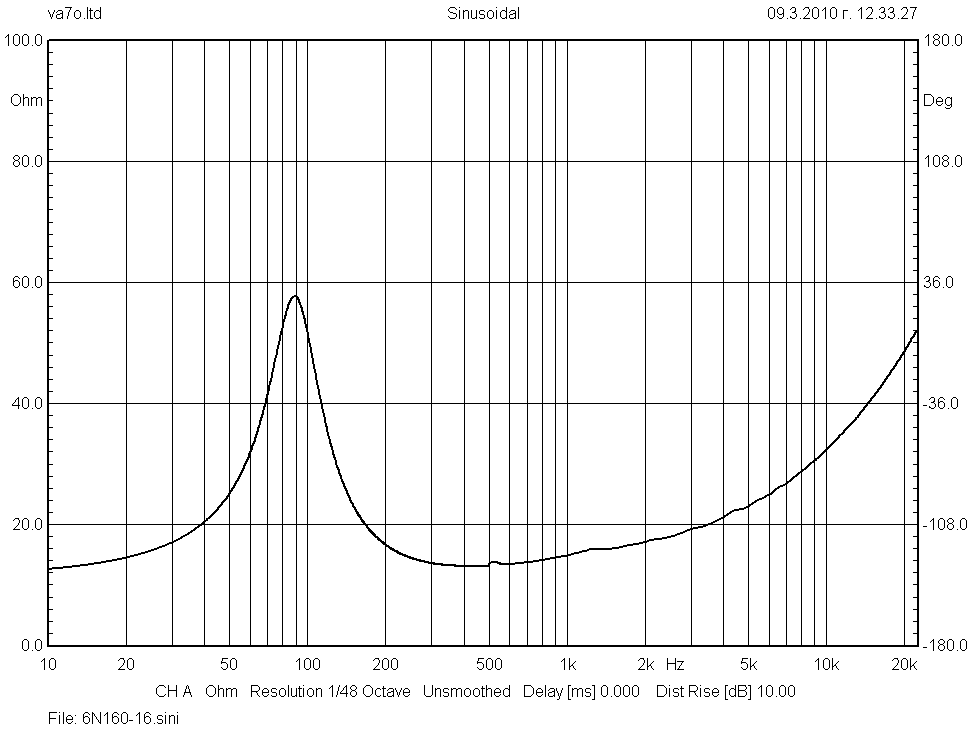 va7o.ltd Sinusoidal 09.3.2010 г. 12.33.27
100.0 180.0
Ohm Deg
80.0 108.0
60.0 36.0
40.0 -36.0
20.0 -108.0
0.0 -180.0
10 20 50 100 200 500 1k 2k Hz 5k 10k 20k
CH A Ohm Resolution 1/48 Octave Unsmoothed Delay [ms] 0.000 Dist Rise [dB] 10.00
File: 6N160-16.sini